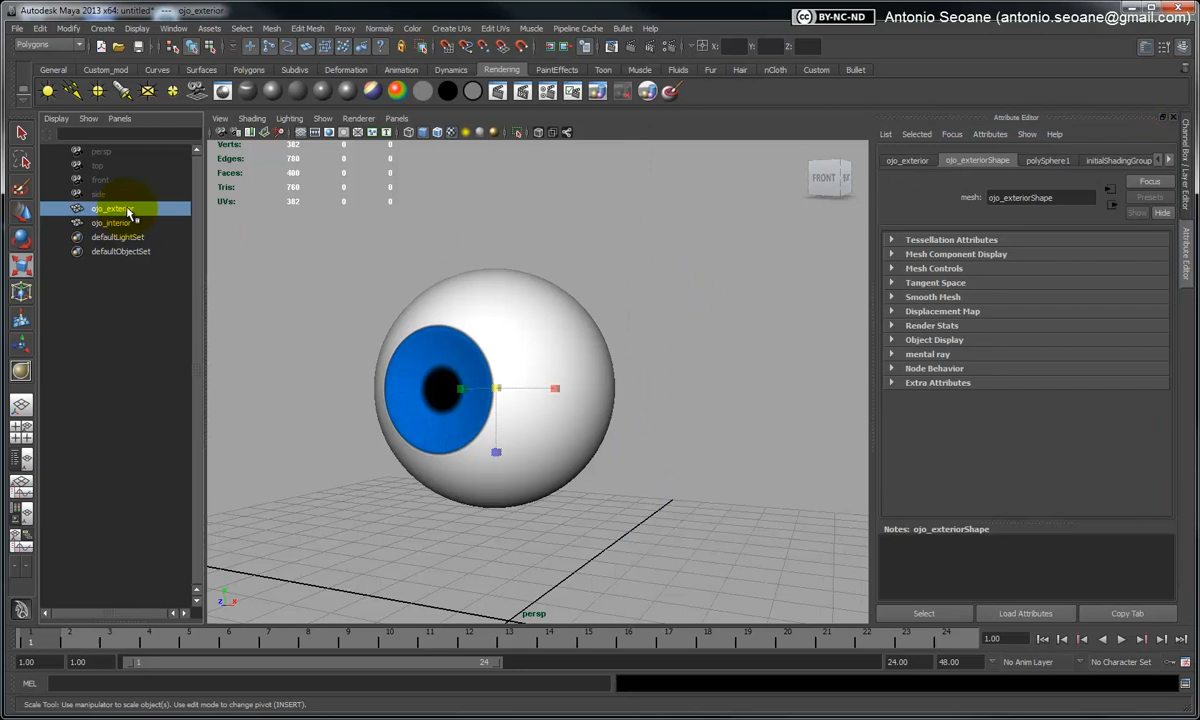 Autodesk Maya 2013 x64: untitled* --- ojo_exterior
BY-NC-ND
Antonio Seoane (antonio.seoane@gmail.com)
File Edit Modify Create Display Window Assets Select Mesh Edit Mesh Proxy Normals Color Create UVs Edit UVs Muscle Pipeline Cache Bullet Help
Polygons
X: Y: Z:
General Custom_mod Curves Surfaces Polygons Subdivs Deformation Animation Dynamics Rendering PaintEffects Toon Muscle Fluids Fur Hair nCloth Custom Bullet
Display Show Panels
View Shading Lighting Show Renderer Panels
Attribute Editor
List Selected Focus Attributes Show Help
persp
top
front
side
ojo_exterior
ojo_interior
defaultLightSet
defaultObjectSet
Verts: 382 0 0
Edges: 780 0 0
Faces: 400 0 0
Tris: 760 0 0
UVs: 382 0 0
FRONT
persp
z x
ojo_exterior ojo_exteriorShape polySphere1 initialShadingGroup
Focus
mesh: ojo_exteriorShape
Presets
Show Hide
Tessellation Attributes
Mesh Component Display
Mesh Controls
Tangent Space
Smooth Mesh
Displacement Map
Render Stats
Object Display
mental ray
Node Behavior
Extra Attributes
Notes: ojo_exteriorShape
Select Load Attributes Copy Tab
Channel Box / Layer Editor
Attribute Editor
1 2 3 4 5 6 7 8 9 10 11 12 13 14 15 16 17 18 19 20 21 22 23 24
1
1.00
1.00 1.00 1 24 24.00 48.00 No Anim Layer No Character Set
MEL
Scale Tool: Use manipulator to scale object(s). Use edit mode to change pivot (INSERT).